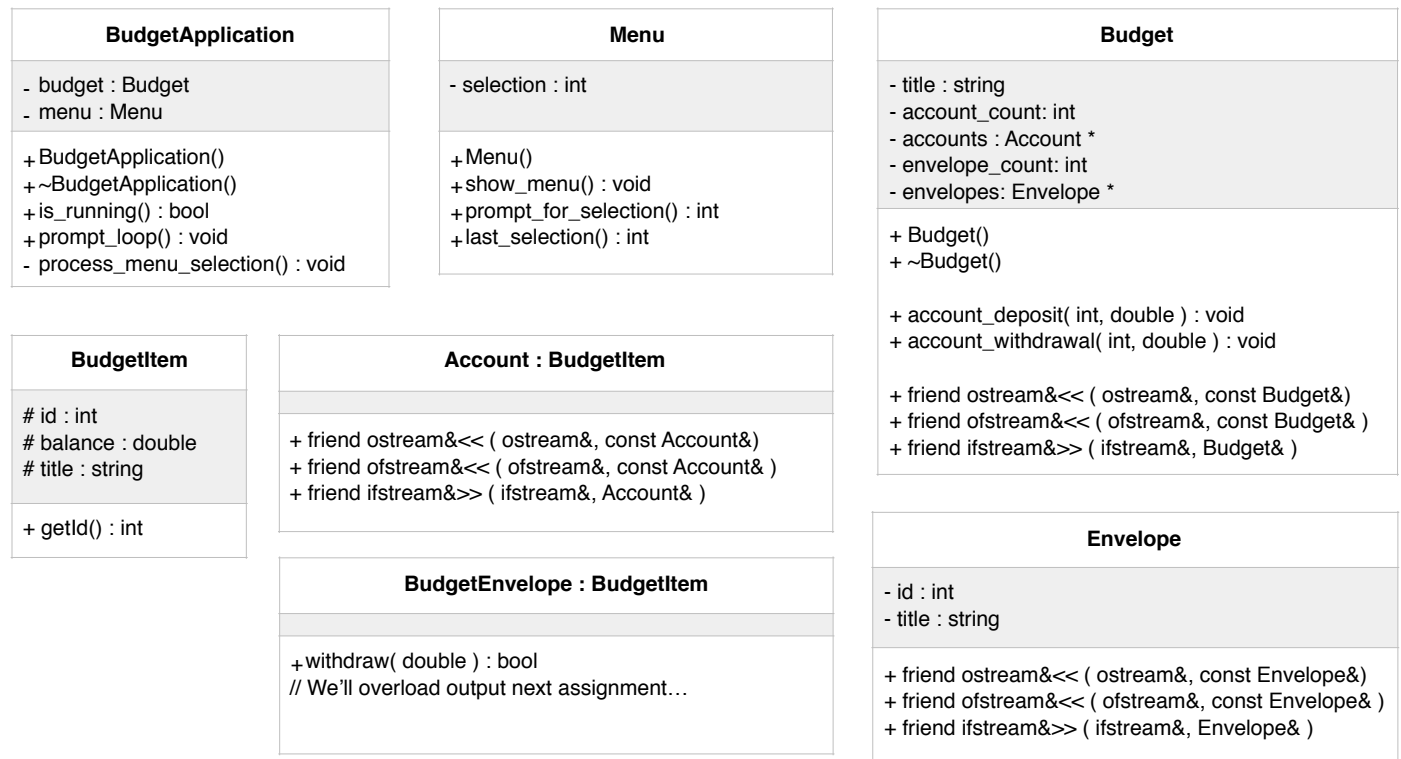 BudgetApplication
- budget : Budget
- menu : Menu
+ BudgetApplication()
+ ~BudgetApplication()
+ is_running() : bool
+ prompt_loop() : void
- process_menu_selection() : void
Menu
- selection : int
+ Menu()
+ show_menu() : void
+ prompt_for_selection() : int
+ last_selection() : int
Budget
- title : string
- account_count: int
- accounts : Account *
- envelope_count: int
- envelopes: Envelope *
+ Budget()
+ ~Budget()
+ account_deposit( int, double ) : void
+ account_withdrawal( int, double ) : void
+ friend ostream&<< ( ostream&, const Budget&)
+ friend ofstream&<< ( ofstream&, const Budget& )
+ friend ifstream&>> ( ifstream&, Budget& )
BudgetItem
# id : int
# balance : double
# title : string
+ getId() : int
Account : BudgetItem
+ friend ostream&<< ( ostream&, const Account&)
+ friend ofstream&<< ( ofstream&, const Account& )
+ friend ifstream&>> ( ifstream&, Account& )
BudgetEnvelope : BudgetItem
+ withdraw( double ) : bool
// We’ll overload output next assignment…
Envelope
- id : int
- title : string
+ friend ostream&<< ( ostream&, const Envelope&)
+ friend ofstream&<< ( ofstream&, const Envelope& )
+ friend ifstream&>> ( ifstream&, Envelope& )